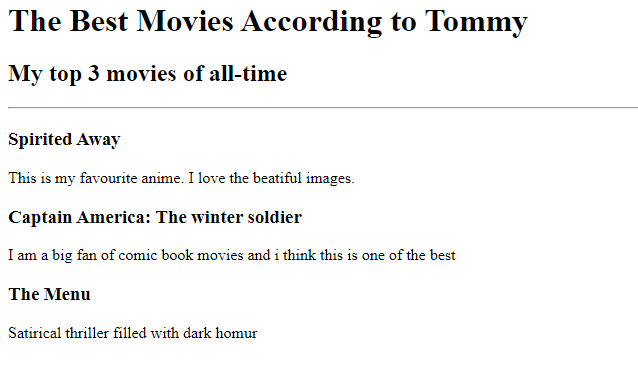 The Best Movies According to Tommy
My top 3 movies of all-time
Spirited Away
This is my favourite anime. I love the beatiful images.
Captain America: The winter soldier
I am a big fan of comic book movies and i think this is one of the best
The Menu
Satirical thriller filled with dark homur